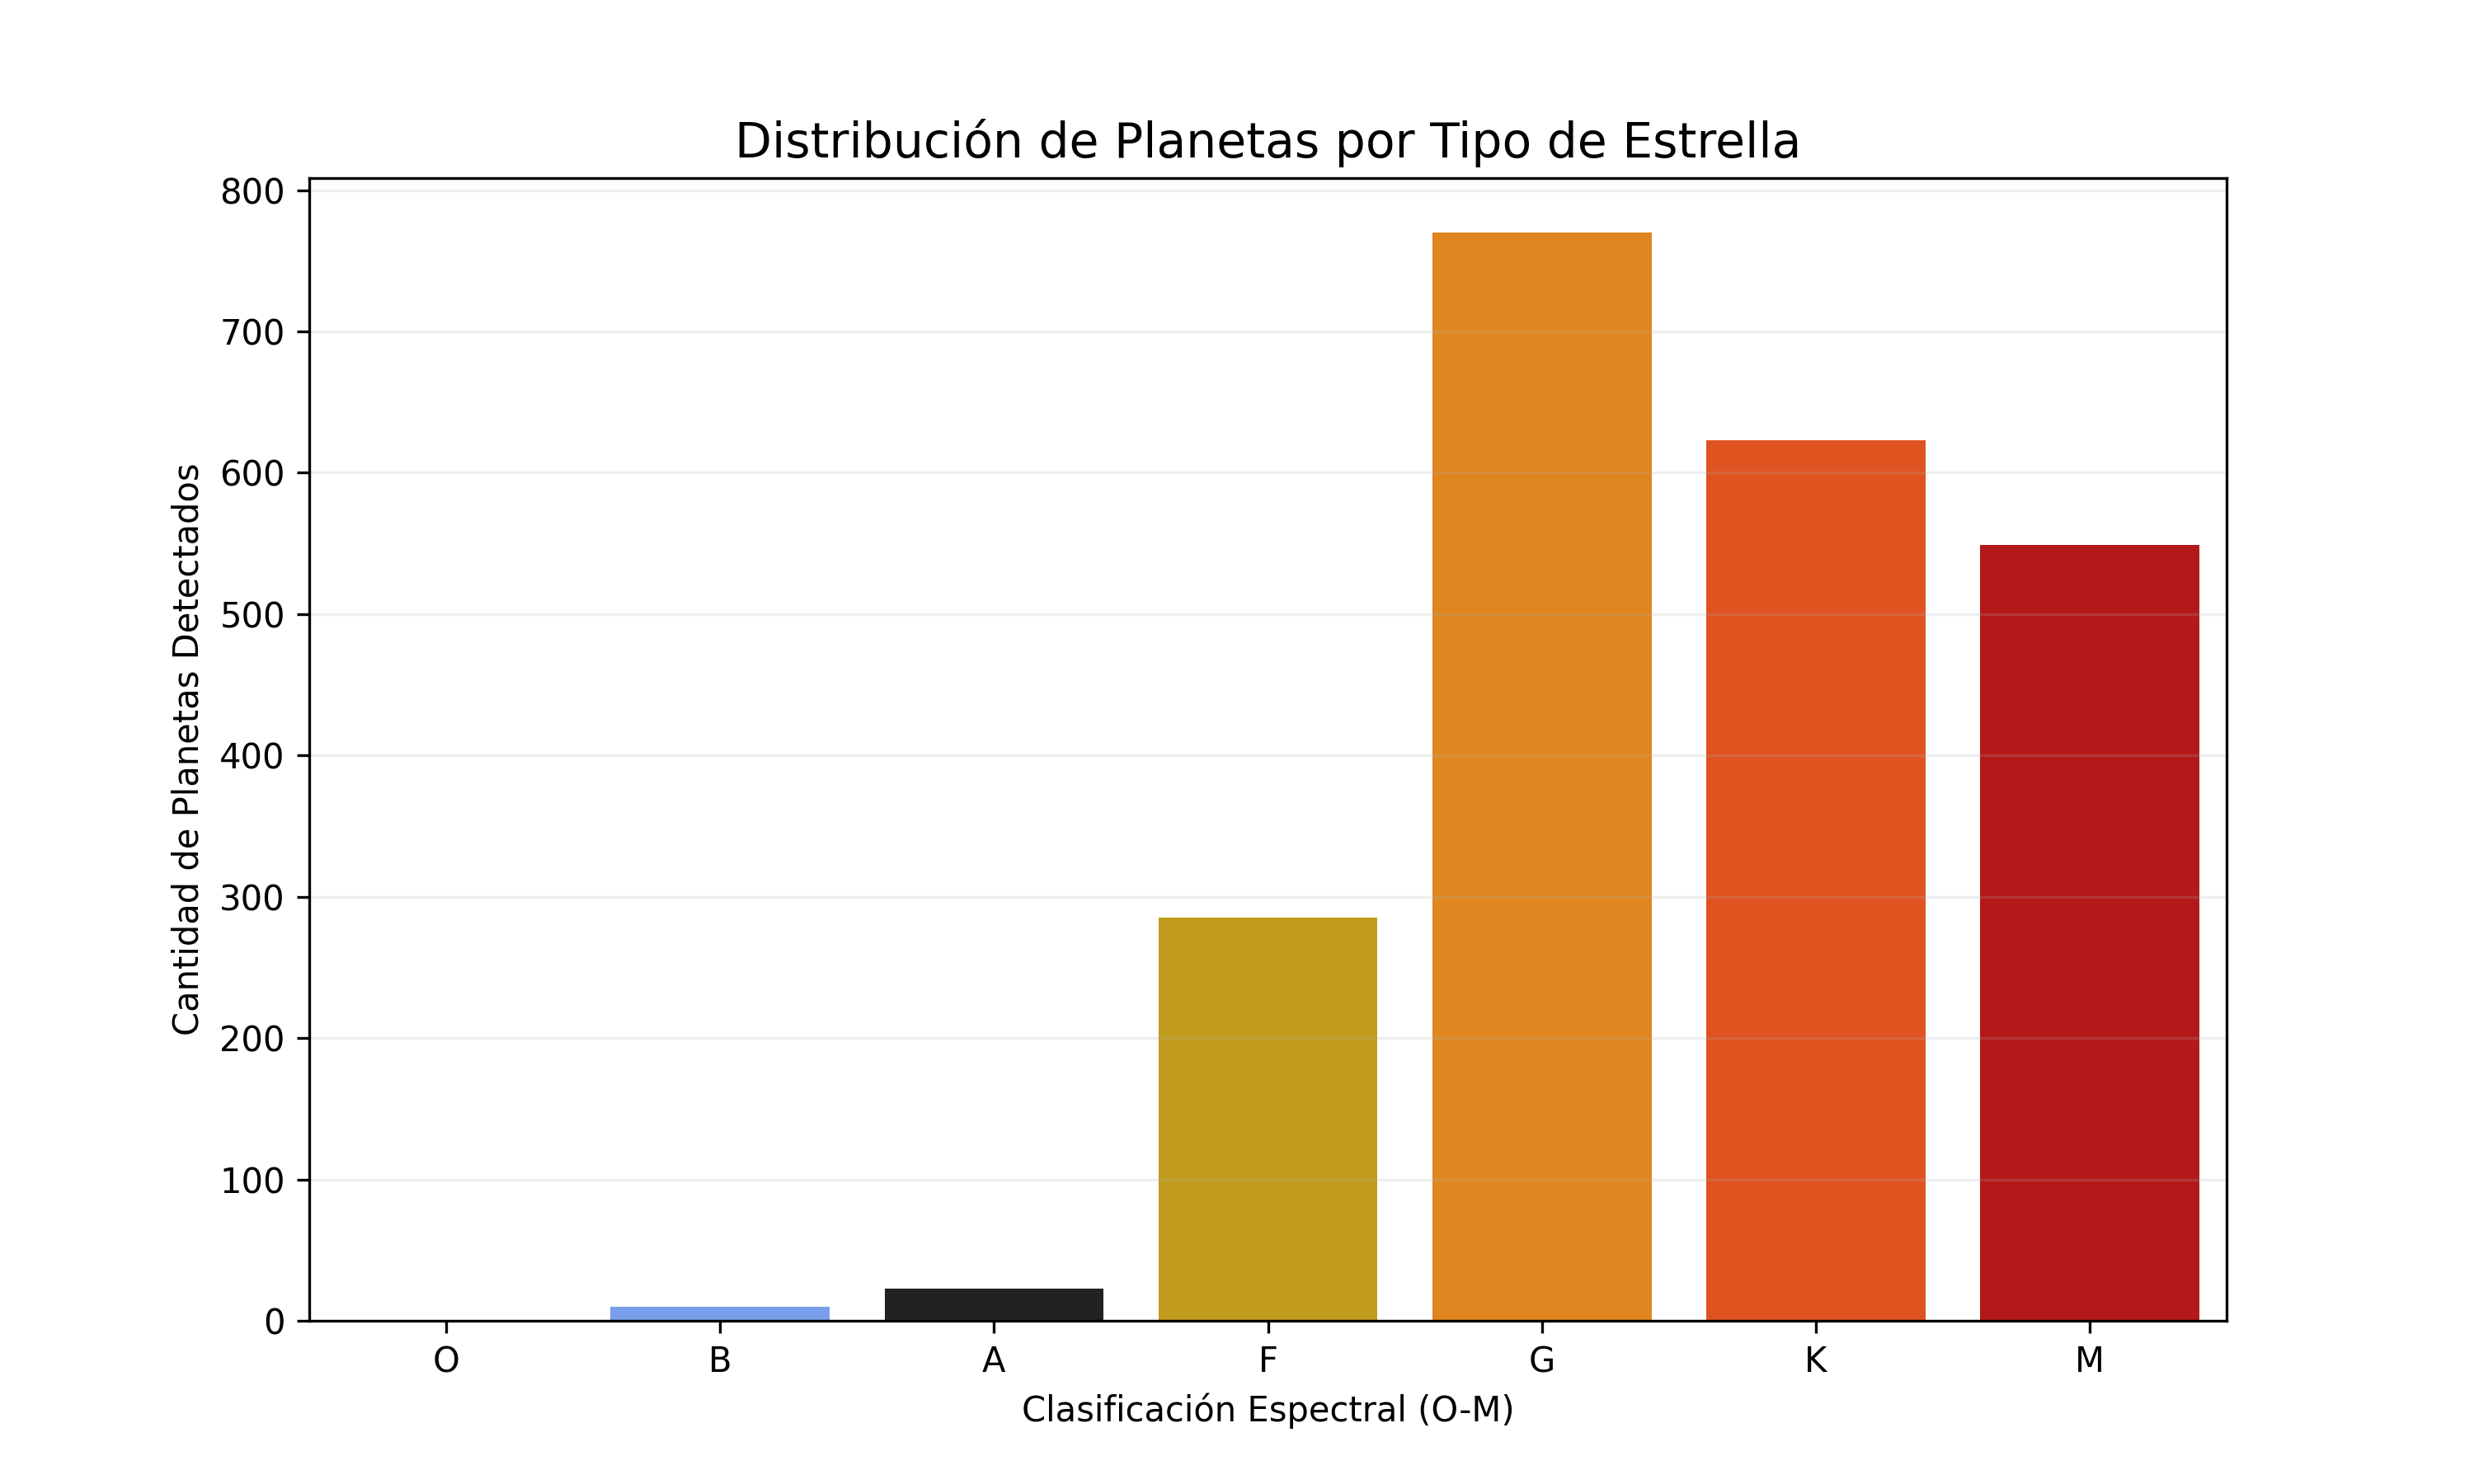 Distribución de Planetas por Tipo de Estrella
Cantidad de Planetas Detectados
800
700
600
500
400
300
200
100
0
O B A F G K M
Clasificación Espectral (O-M)